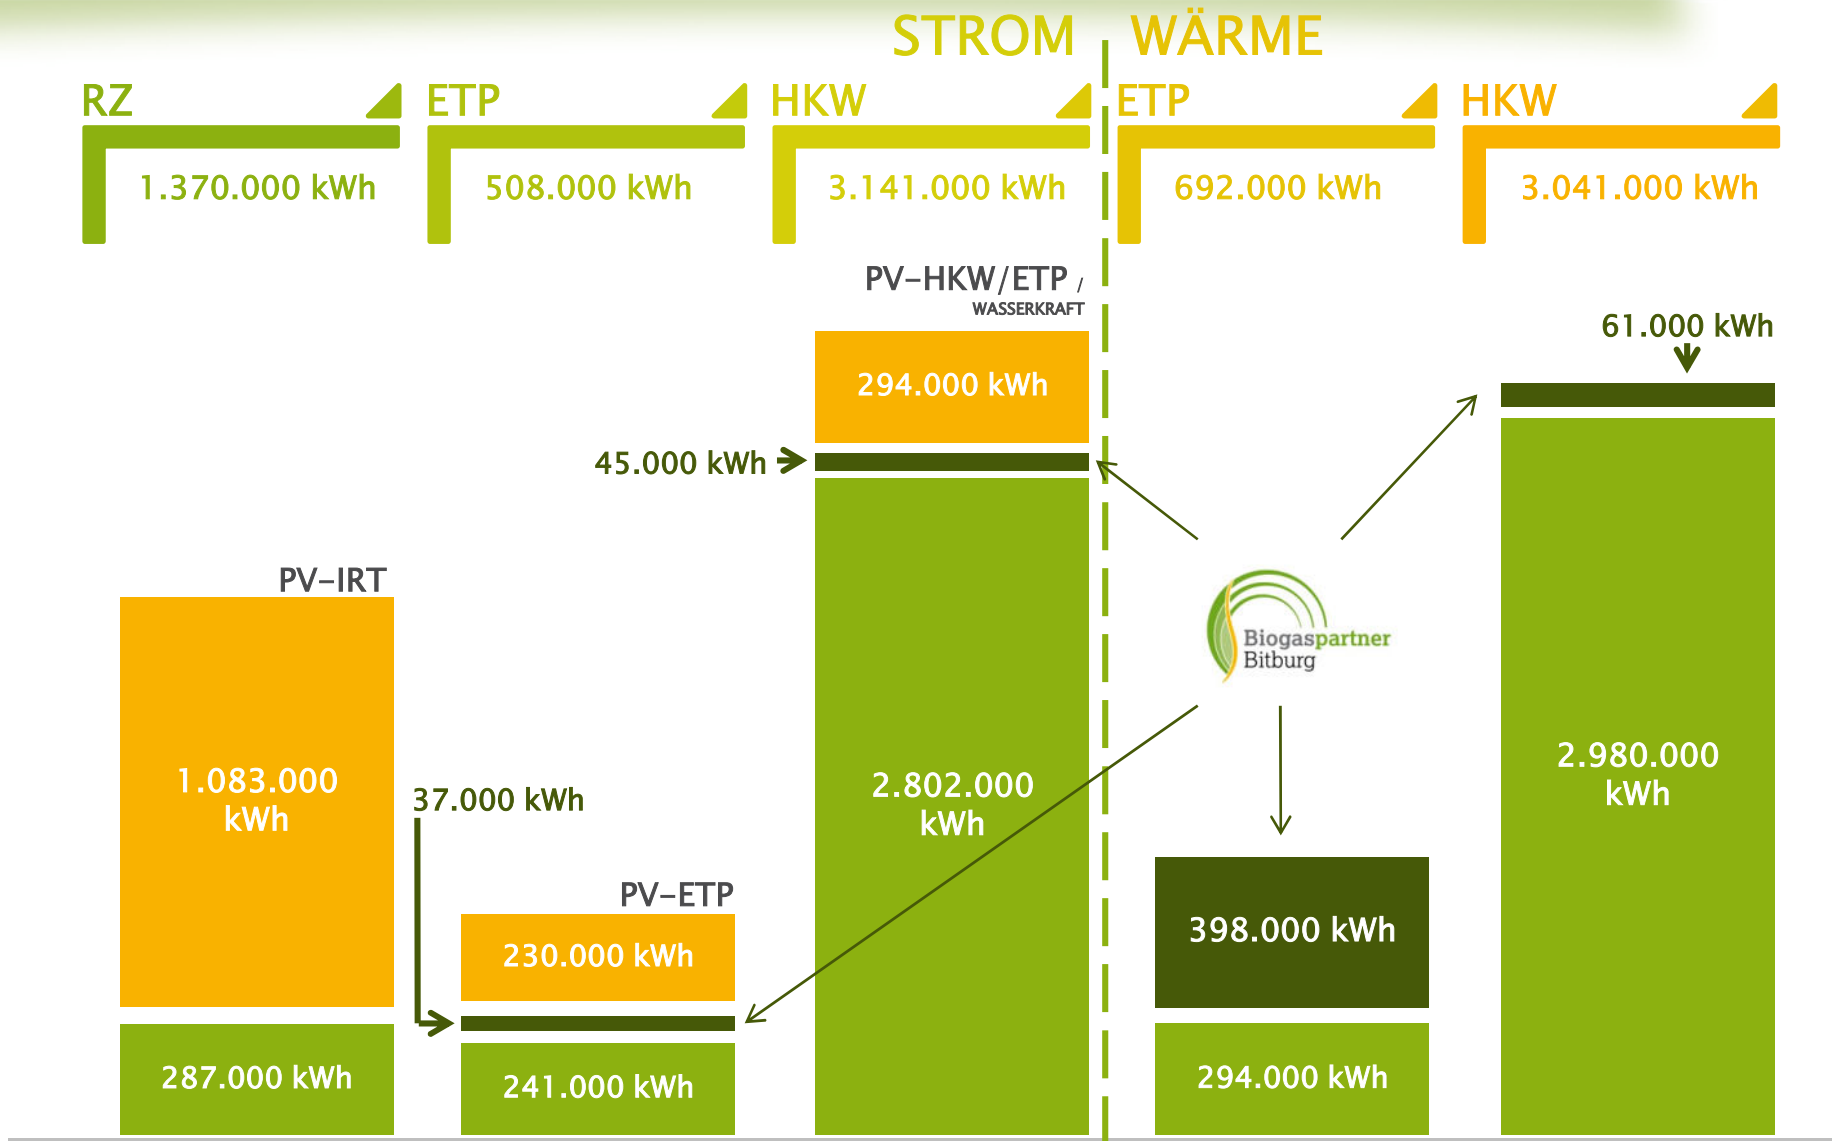 STROM
WÄRME
RZ
ETP
HKW
ETP
HKW
1.370.000 kWh
508.000 kWh
3.141.000 kWh
692.000 kWh
3.041.000 kWh
PV-HKW/ETP /
WASSERKRAFT
61.000 kWh
294.000 kWh
45.000 kWh
PV-IRT
Biogaspartner
Bitburg
1.083.000
kWh
37.000 kWh
2.802.000
kWh
2.980.000
kWh
PV-ETP
398.000 kWh
230.000 kWh
287.000 kWh
241.000 kWh
294.000 kWh